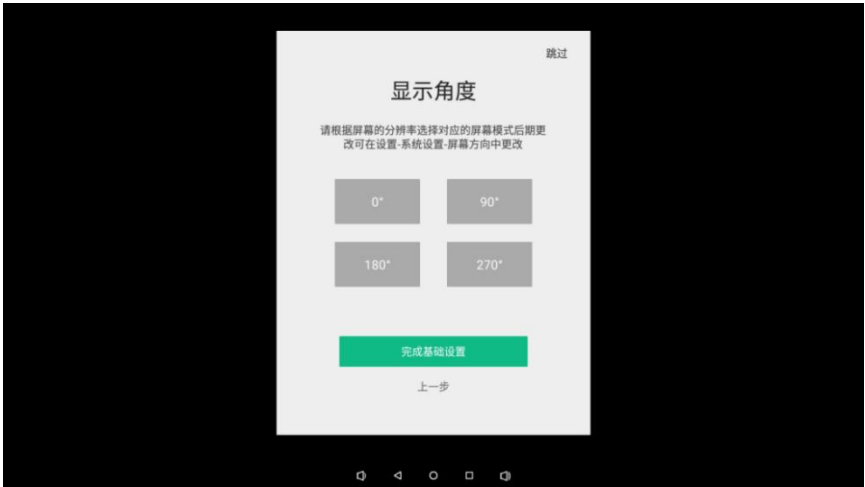 跳过
显示角度
请根据屏幕的分辨率选择对应的屏幕模式后期更
改可在设置-系统设置-屏幕方向中更改
0° 90°
180° 270°
完成基础设置
上一步